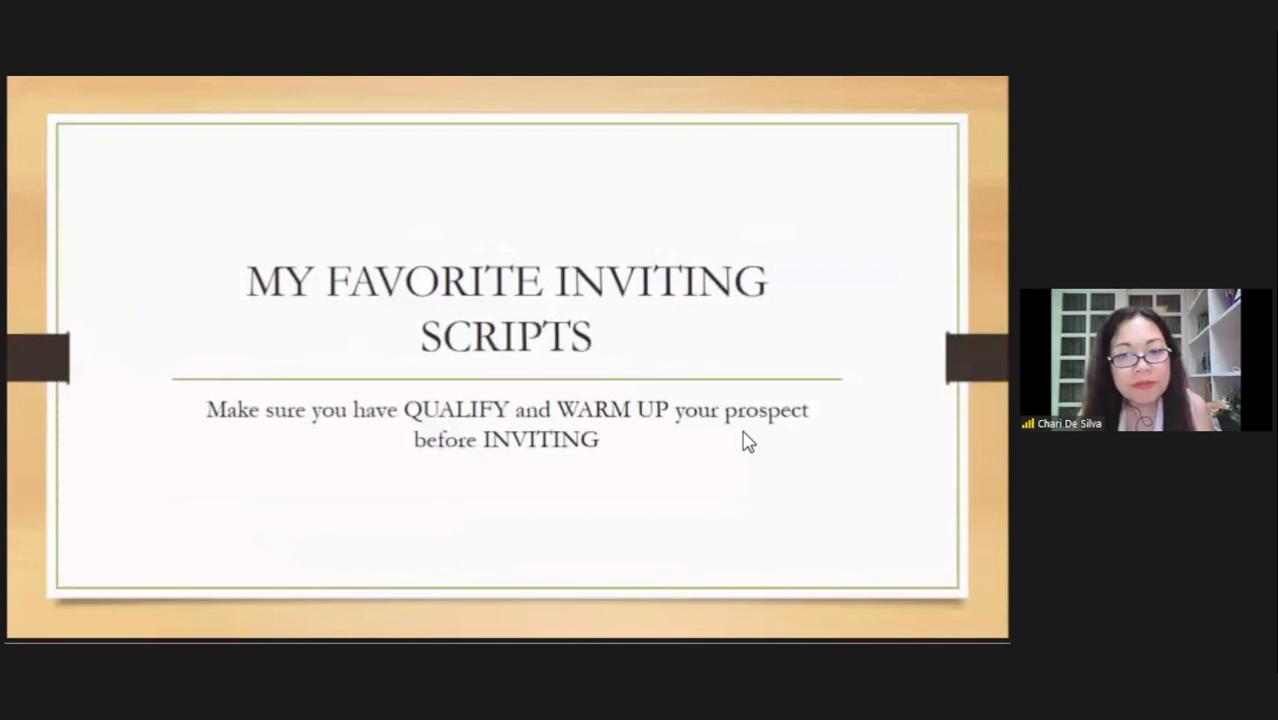 MY FAVORITE INVITING
SCRIPTS
Make sure you have QUALIFY and WARM UP your prospect
before INVITING
Chari De Silva